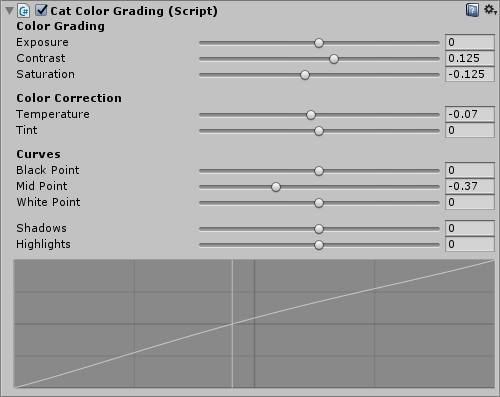 Cat Color Grading (Script)
Color Grading
Exposure 0
Contrast 0.125
Saturation -0.125
Color Correction
Temperature -0.07
Tint 0
Curves
Black Point 0
Mid Point -0.37
White Point 0
Shadows 0
Highlights 0